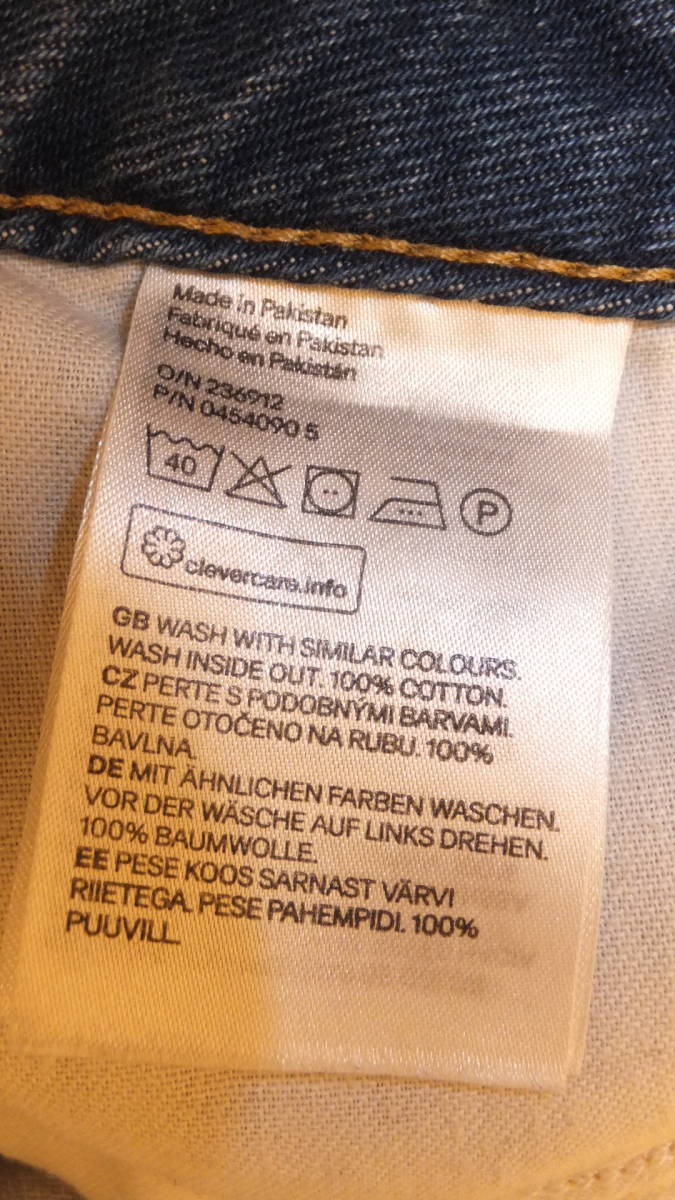 Made in Pakistan
Fabriqué en Pakistan
Hecho en Pakistán
O/N 236912
P/N 0454090 5
40
P
clevercare.info
GB WASH WITH SIMILAR COLOURS.
WASH INSIDE OUT. 100% COTTON.
CZ PERTE S PODOBNÝMI BARVAMI.
PERTE OTOČENO NA RUBU. 100%
BAVLNA.
DE MIT ÄHNLICHEN FARBEN WASCHEN.
VOR DER WÄSCHE AUF LINKS DREHEN.
100% BAUMWOLLE.
EE PESE KOOS SARNAST VÄRVI
RIIETEGA. PESE PAHEMPIDI. 100%
PUUVILL.